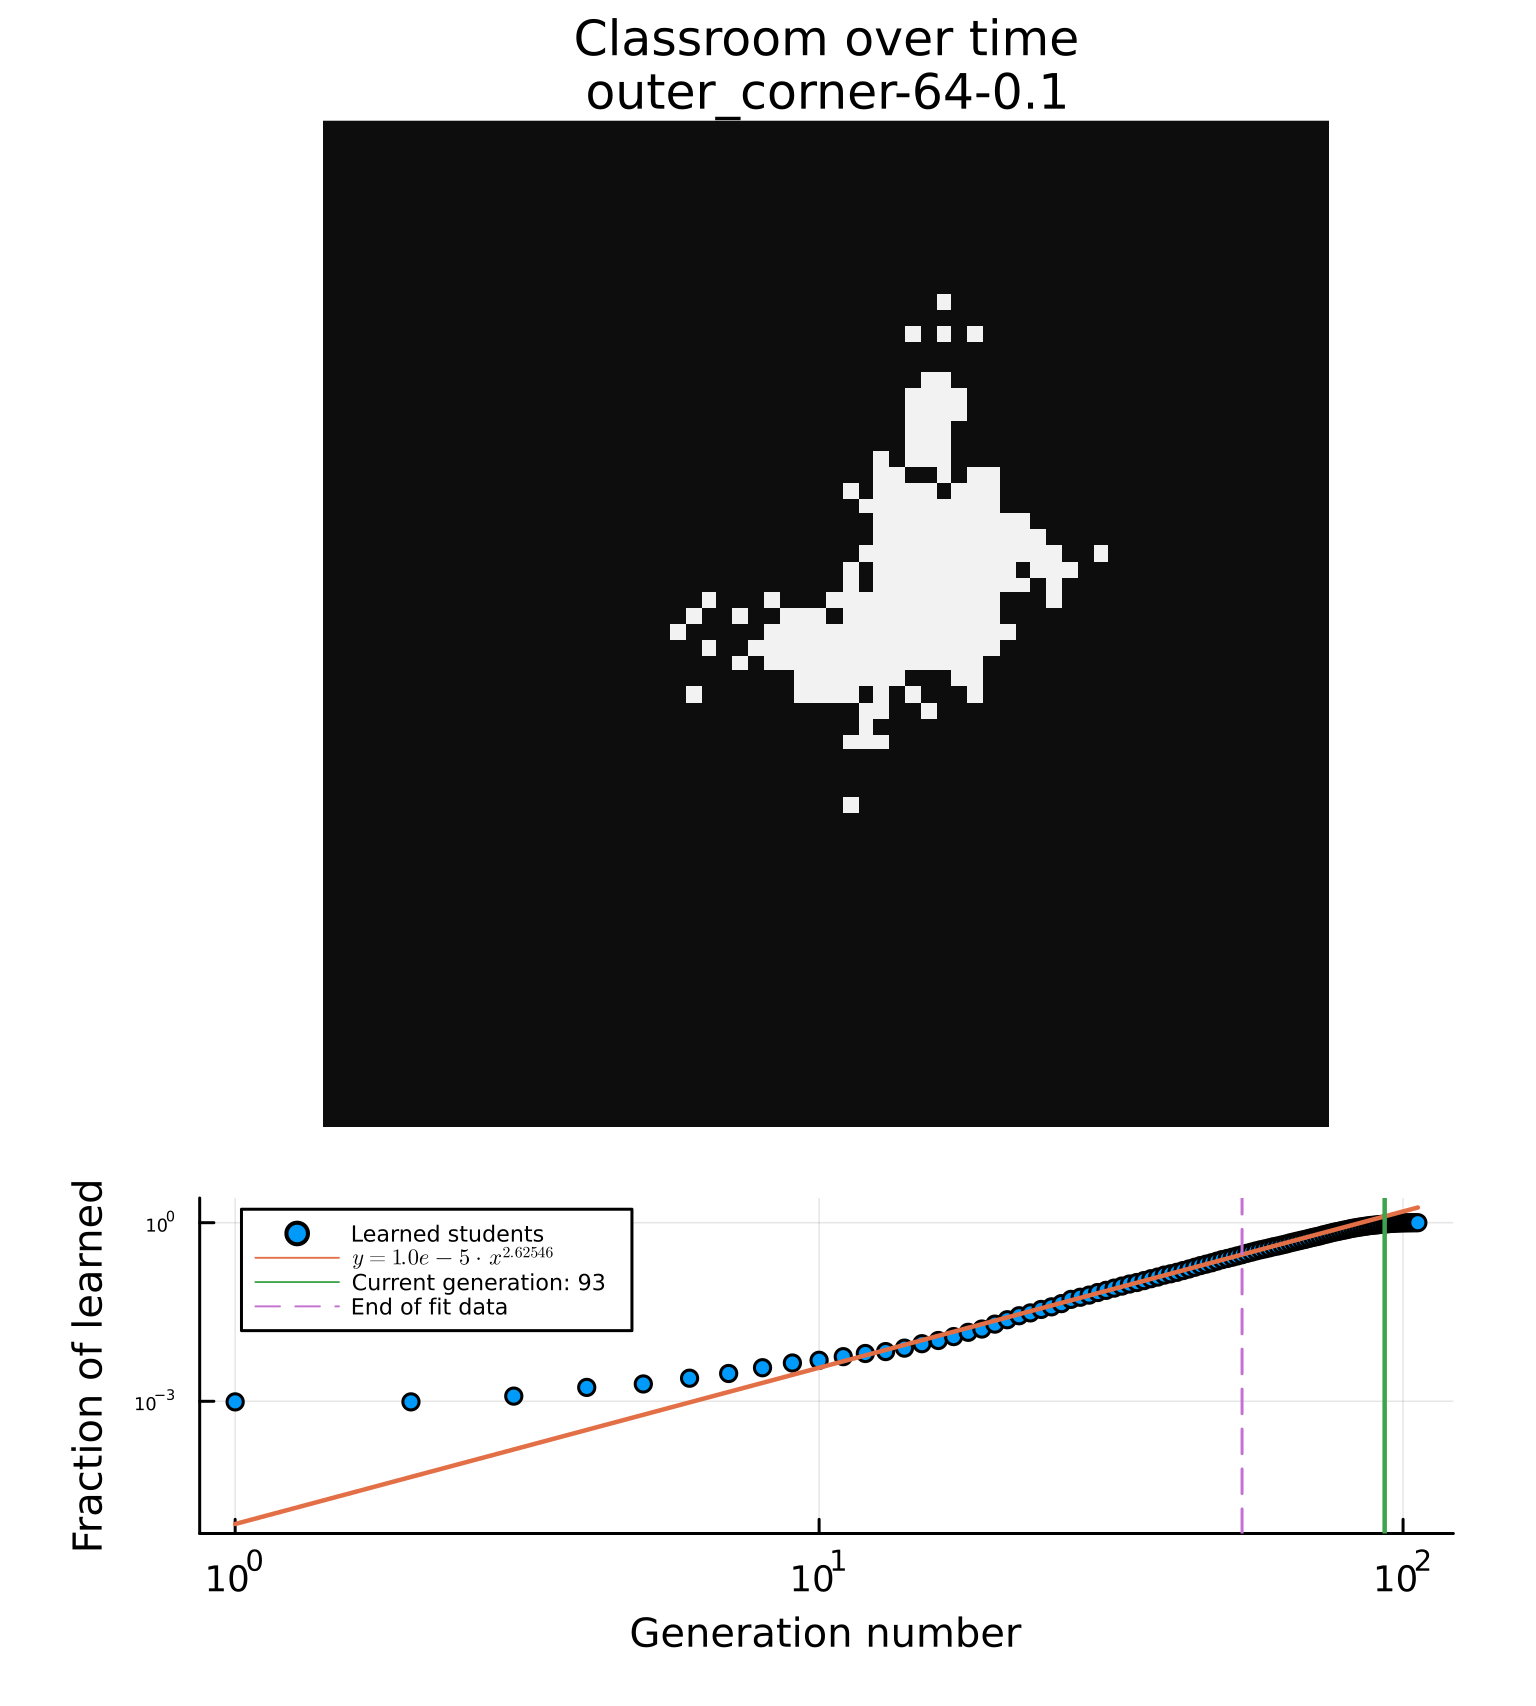 Classroom over time
outer_corner-64-0.1
Fraction of learned
10^0
10^-3
Learned students
y = 1.0e − 5 · x^2.62546
Current generation: 93
End of fit data
10^0 10^1 10^2
Generation number